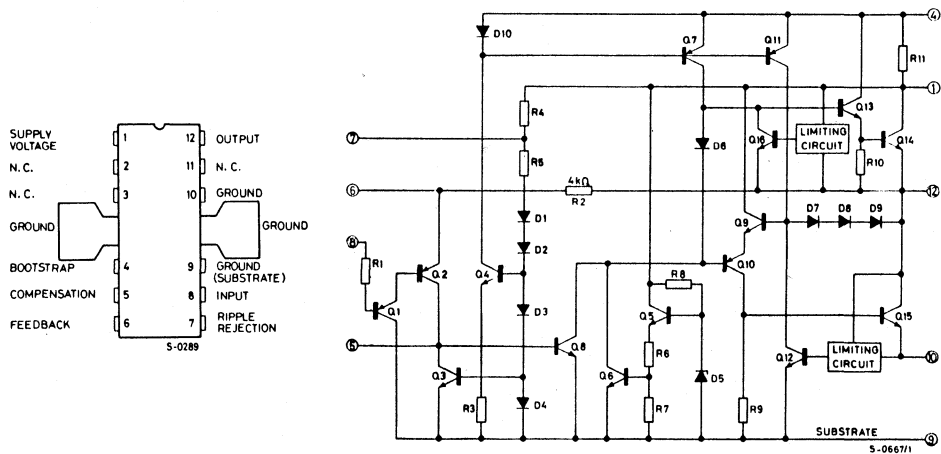 SUPPLY VOLTAGE
1
12
OUTPUT
N.C.
2
11
N.C.
N.C.
3
10
GROUND
GROUND
GROUND
BOOTSTRAP
4
9
GROUND (SUBSTRATE)
COMPENSATION
5
8
INPUT
FEEDBACK
6
7
RIPPLE REJECTION
S-0289
4
D10
Q7
Q11
R11
1
R4
Q13
7
D6
Q16
LIMITING CIRCUIT
R10
Q14
R5
6
4kΩ
R2
12
D1
D7
D8
D9
Q9
8
R1
D2
Q2
Q4
Q10
R8
Q1
D3
Q5
Q15
5
Q8
R6
LIMITING CIRCUIT
10
Q3
Q6
D5
Q12
R3
D4
R7
R9
SUBSTRATE
9
S-0667/1